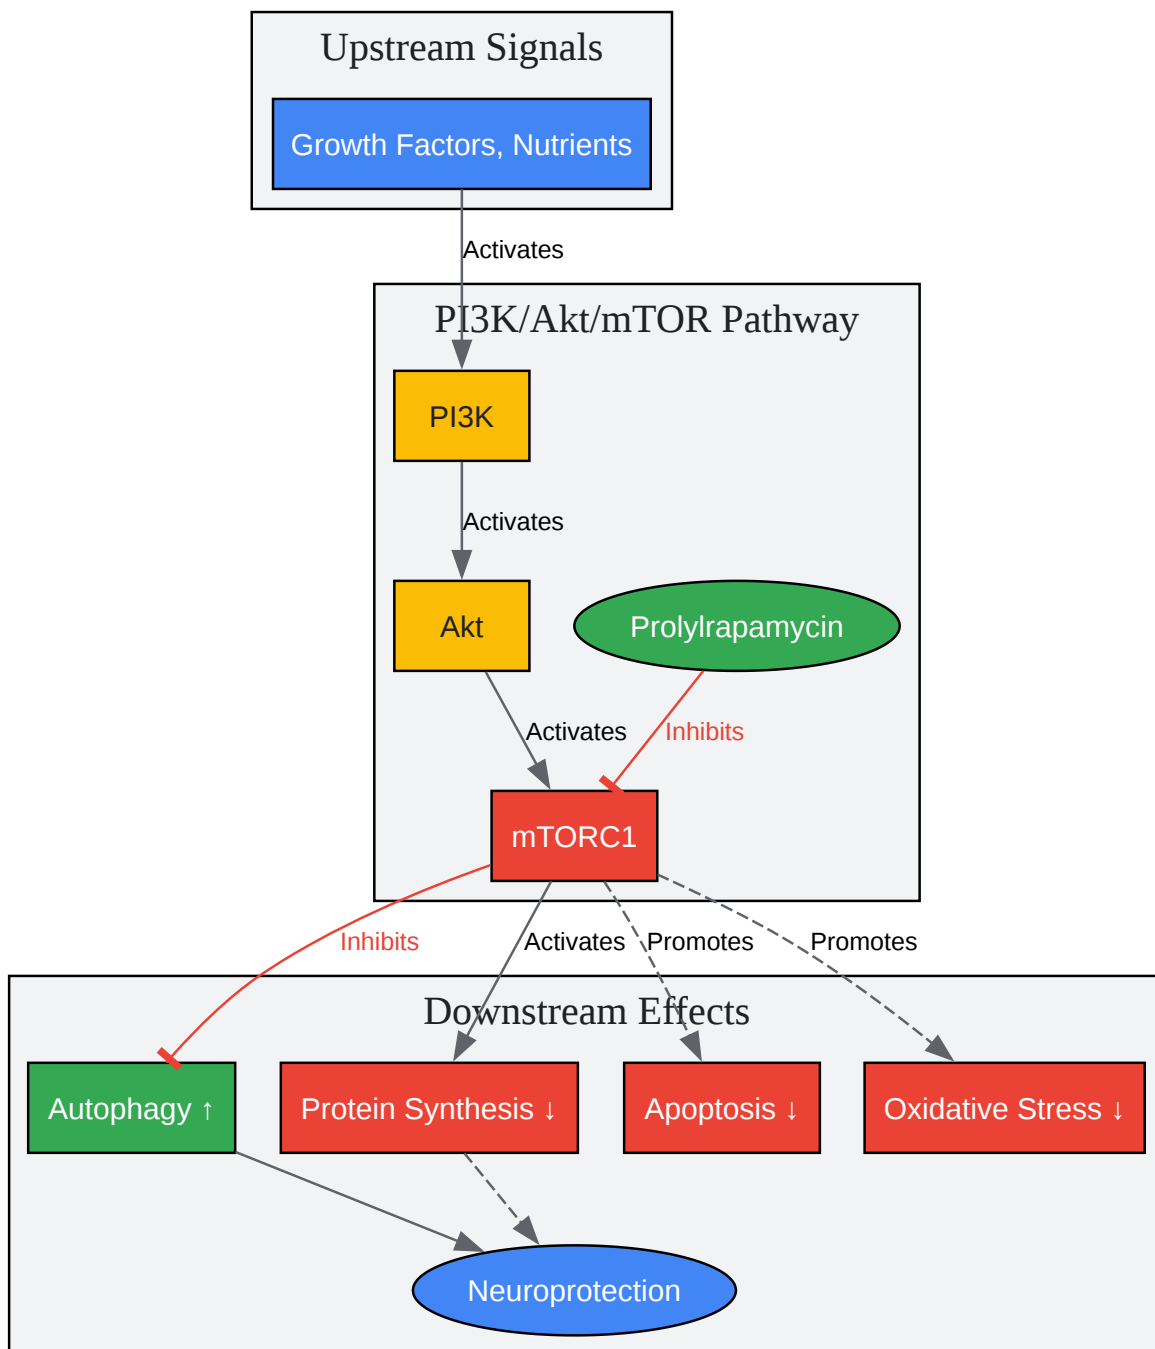 Upstream Signals
Growth Factors, Nutrients
Activates
PI3K/Akt/mTOR Pathway
PI3K
Activates
Akt
Prolylrapamycin
Activates
Inhibits
mTORC1
Inhibits
Activates
Promotes
Promotes
Downstream Effects
Autophagy ↑
Protein Synthesis ↓
Apoptosis ↓
Oxidative Stress ↓
Neuroprotection